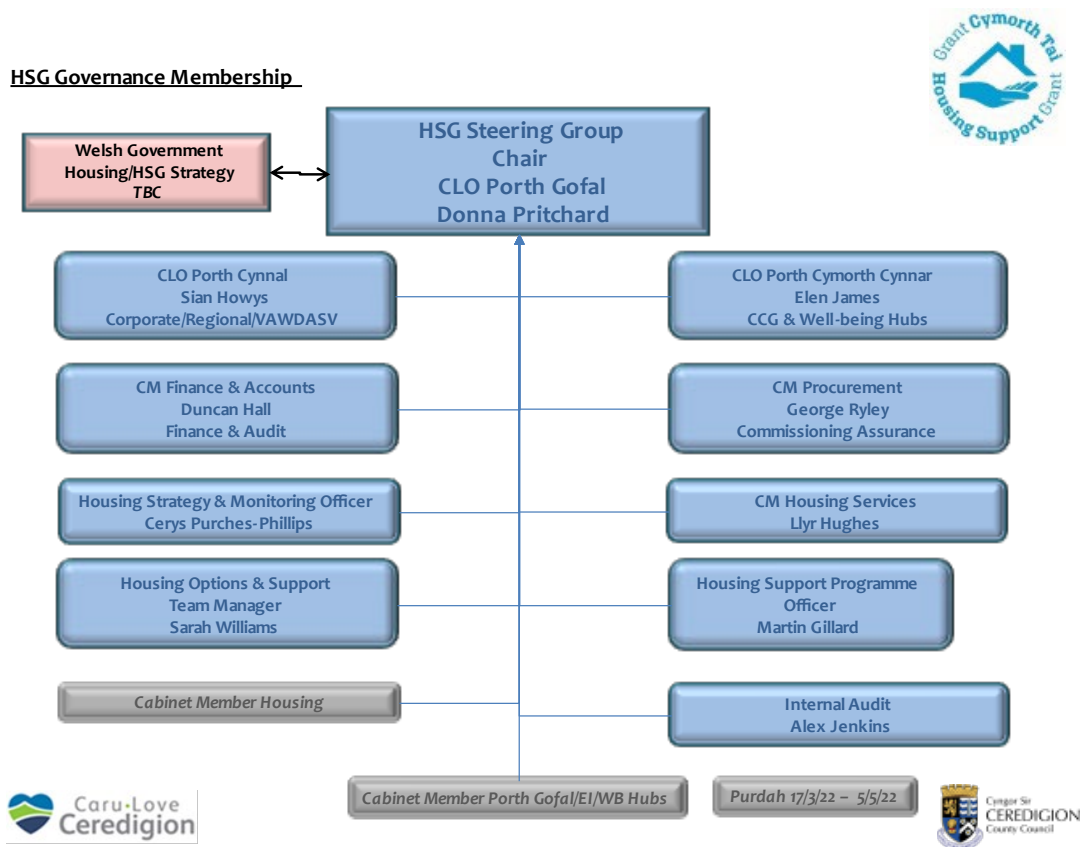 Grant Cymorth Tai
Housing Support Grant
HSG Governance Membership
HSG Steering Group
Chair
CLO Porth Gofal
Donna Pritchard
Welsh Government
Housing/HSG Strategy
TBC
CLO Porth Cynnal
Sian Howys
Corporate/Regional/VAWDASV
CLO Porth Cymorth Cynnar
Elen James
CCG & Well-being Hubs
CM Finance & Accounts
Duncan Hall
Finance & Audit
CM Procurement
George Ryley
Commissioning Assurance
Housing Strategy & Monitoring Officer
Cerys Purches-Phillips
CM Housing Services
Llyr Hughes
Housing Options & Support
Team Manager
Sarah Williams
Housing Support Programme
Officer
Martin Gillard
Cabinet Member Housing
Internal Audit
Alex Jenkins
Cabinet Member Porth Gofal/EI/WB Hubs
Purdah 17/3/22 – 5/5/22
Caru·Love
Ceredigion
Cyngor Sir
CEREDIGION
County Council